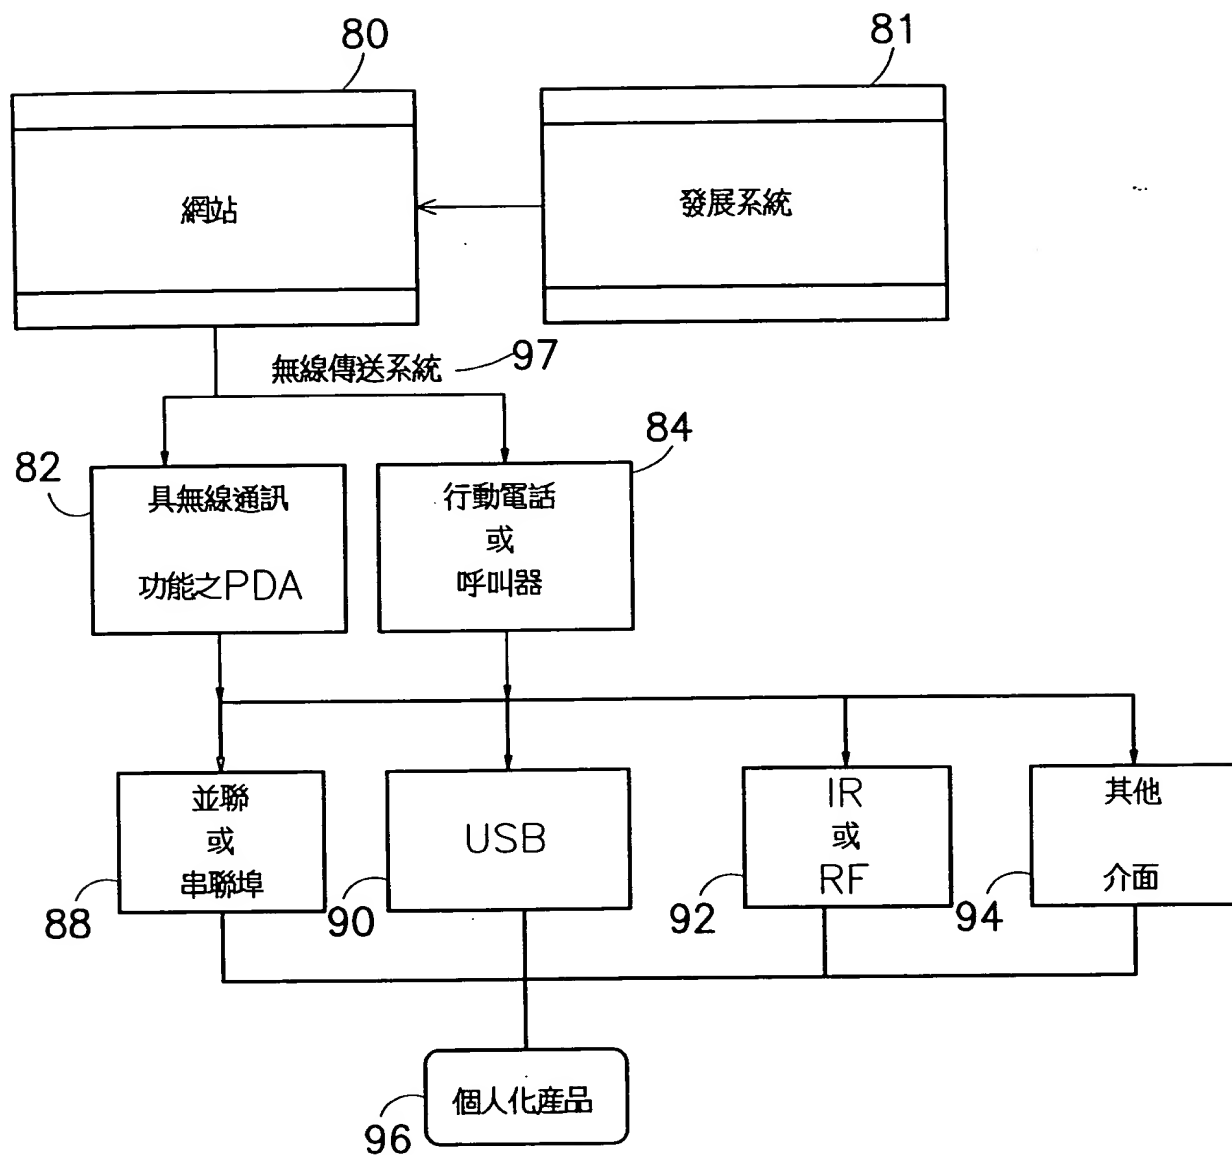 80
81
網站
發展系統
無線傳送系統
97
82
84
具無線通訊
功能之PDA
行動電話
或
呼叫器
並聯
或
串聯埠
USB
IR
或
RF
其他
介面
88
90
92
94
個人化產品
96